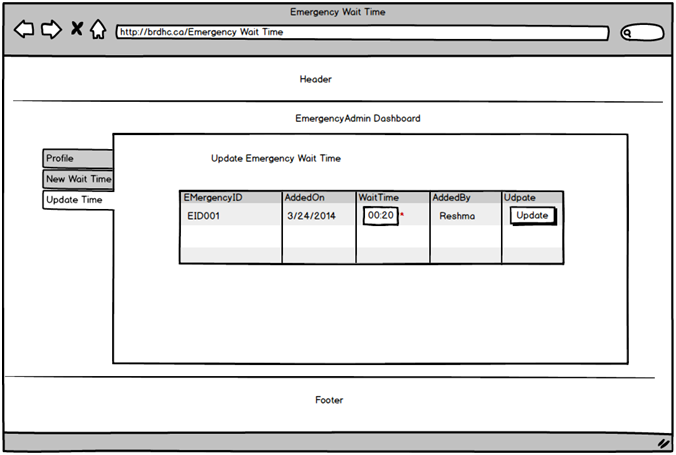 Emergency Wait Time
http://brdhc.ca/Emergency Wait Time
Header
EmergencyAdmin Dashboard
Profile
New Wait Time
Update Time
Update Emergency Wait Time
EMergencyID AddedOn WaitTime AddedBy Udpate
EID001 3/24/2014 00:20 * Reshma Update
Footer